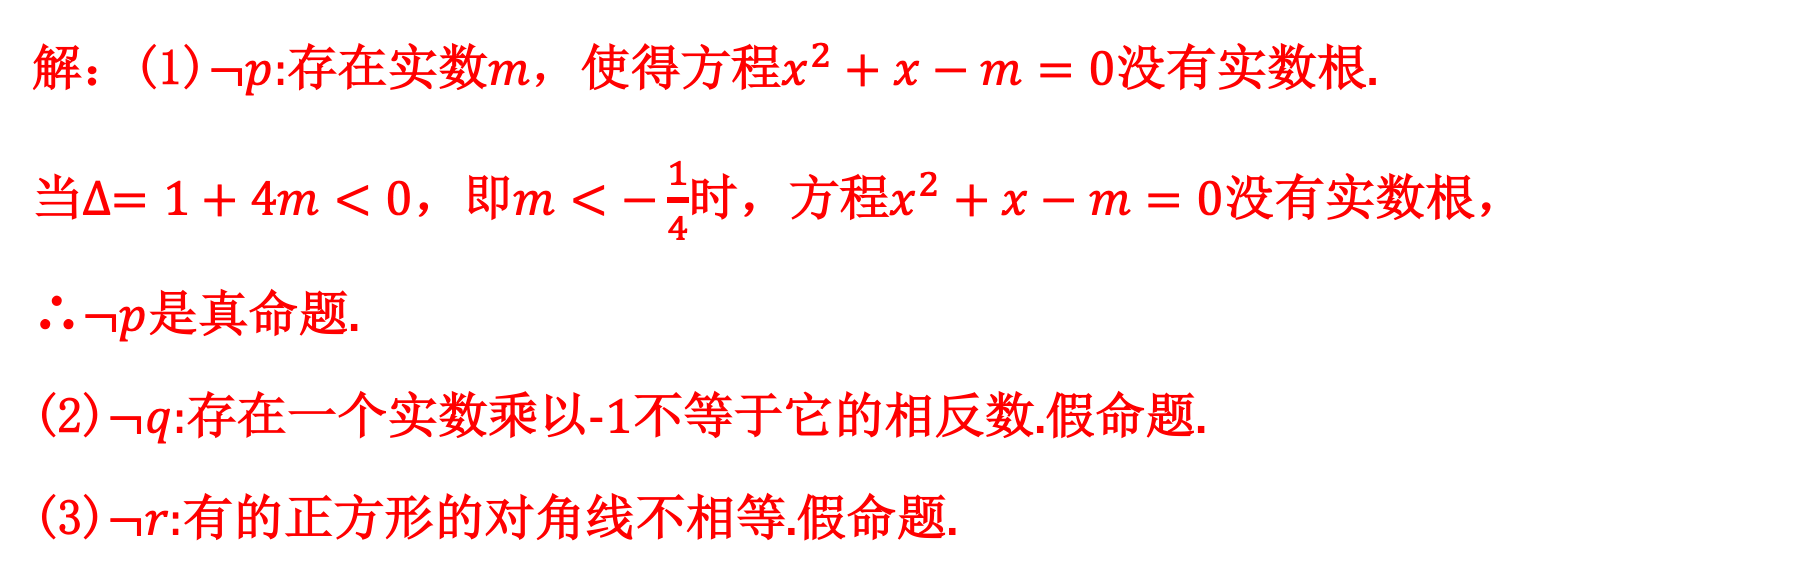 解：(1)¬p:存在实数m，使得方程x²+x−m=0没有实数根.
当Δ=1+4m<0，即m<−1/4时，方程x²+x−m=0没有实数根，
∴¬p是真命题.
(2)¬q:存在一个实数乘以-1不等于它的相反数.假命题.
(3)¬r:有的正方形的对角线不相等.假命题.